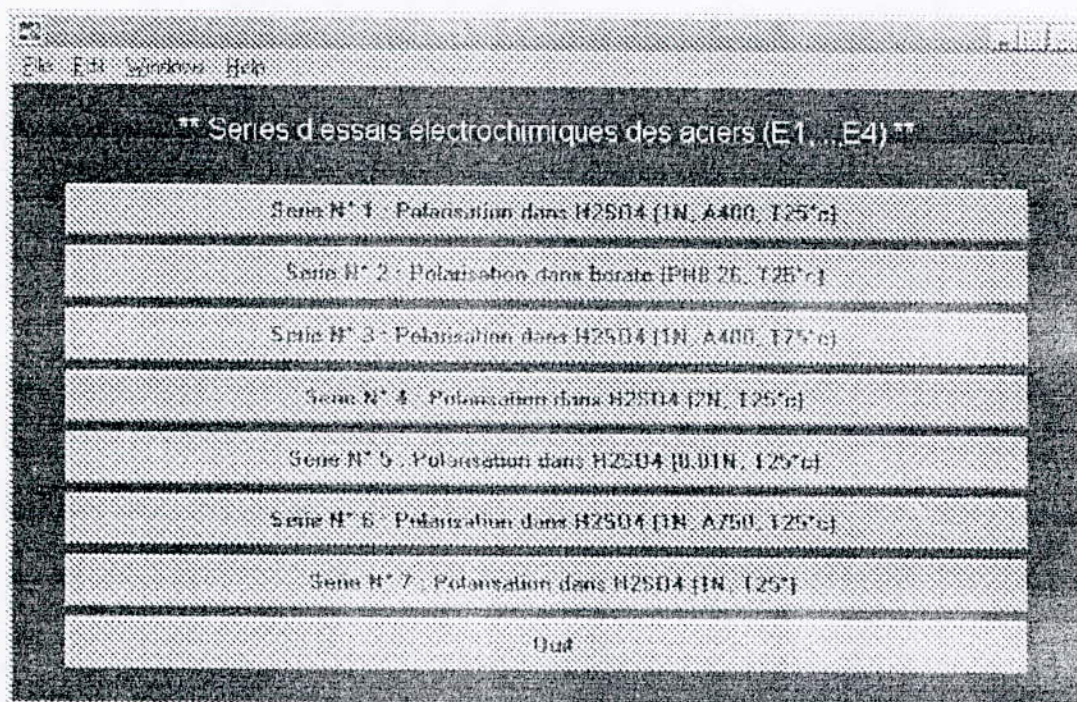 File Edit Windows Help
** Series d'essais électrochimiques des aciers (E1,...,E4) **
Serie N° 1 : Polarisation dans H2SO4 (1N, A400, T25°c)
Serie N° 2 : Polarisation dans borate (PH8.26, T25°c)
Serie N° 3 : Polarisation dans H2SO4 (1N, A400, T75°c)
Serie N° 4 : Polarisation dans H2SO4 (2N, T25°c)
Serie N° 5 : Polarisation dans H2SO4 (0.01N, T25°c)
Serie N° 6 : Polarisation dans H2SO4 (1N, A750, T25°c)
Serie N° 7 : Polarisation dans H2SO4 (1N, T25°)
Quit